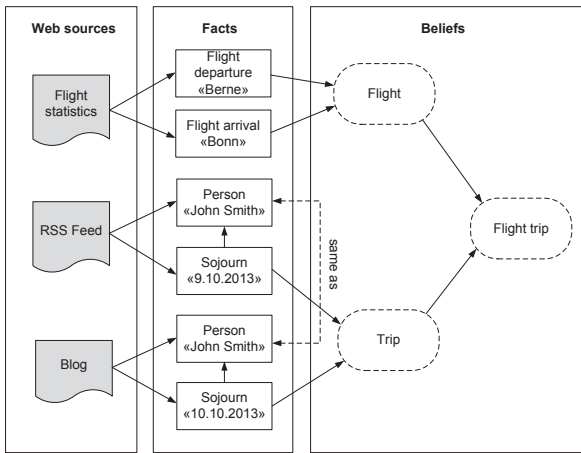 Web sources
Facts
Beliefs
Flight
statistics
Flight
departure
«Berne»
Flight arrival
«Bonn»
Flight
RSS Feed
Person
«John Smith»
Sojourn
«9.10.2013»
same as
Flight trip
Blog
Person
«John Smith»
Sojourn
«10.10.2013»
Trip